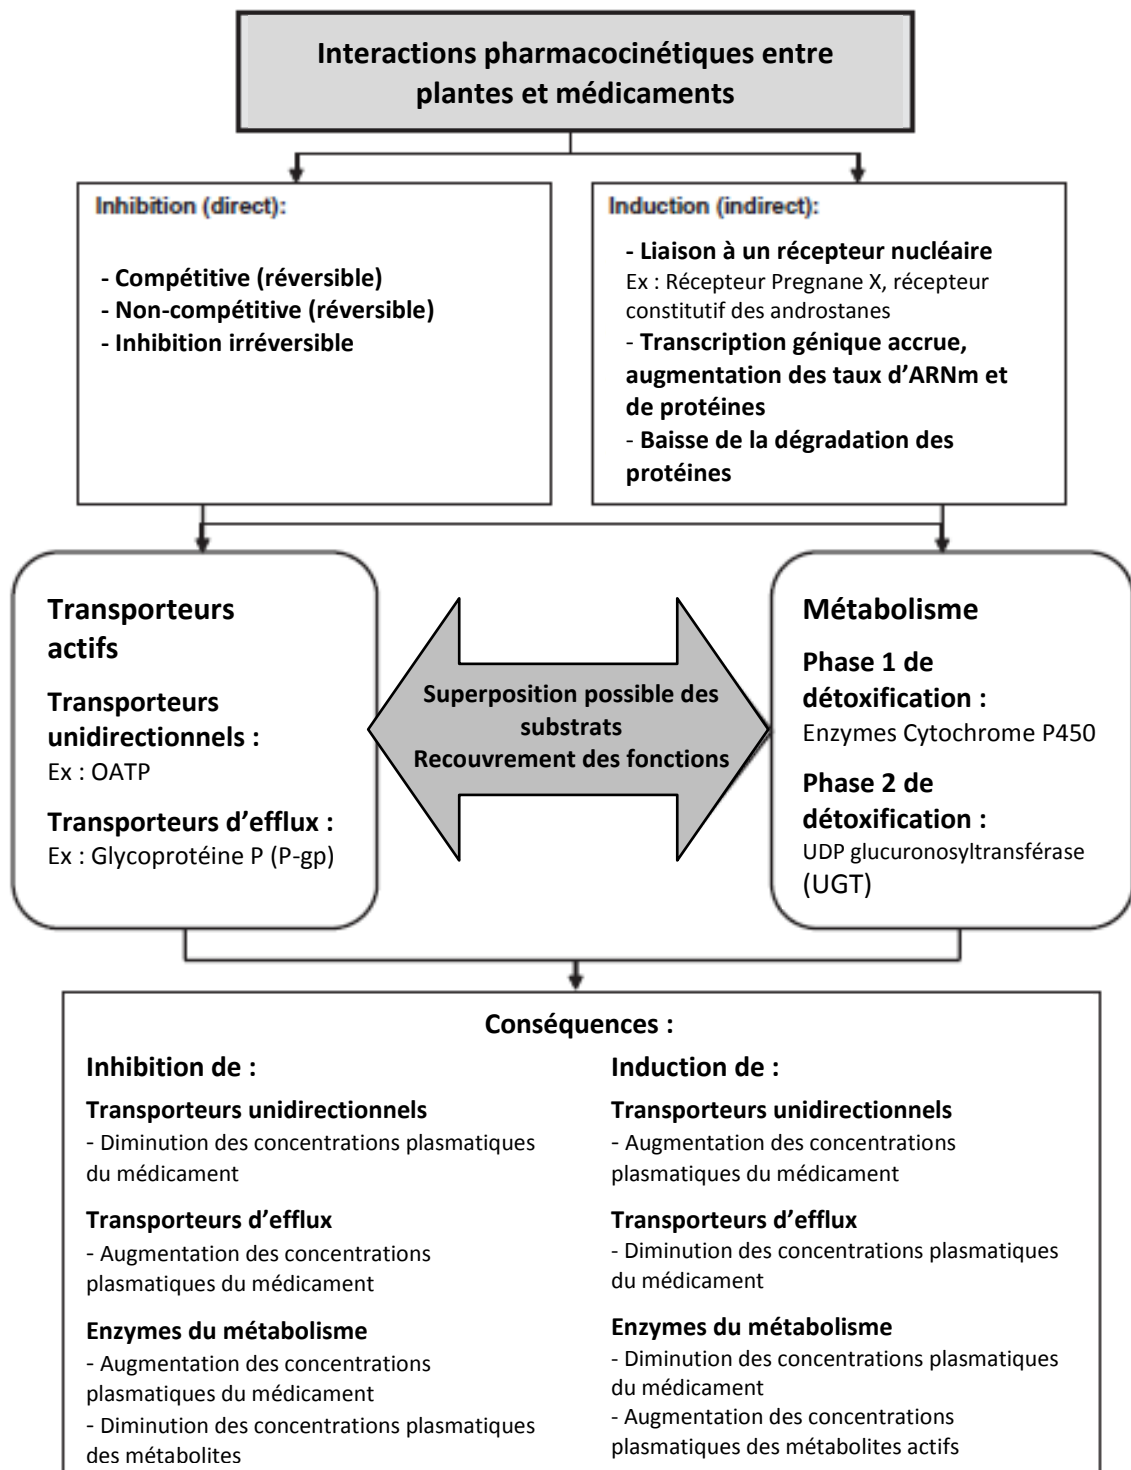 Interactions pharmacocinétiques entre
plantes et médicaments
Inhibition (direct):
- Compétitive (réversible)
- Non-compétitive (réversible)
- Inhibition irréversible
Induction (indirect):
- Liaison à un récepteur nucléaire
Ex : Récepteur Pregnane X, récepteur
constitutif des androstanes
- Transcription génique accrue,
augmentation des taux d’ARNm et
de protéines
- Baisse de la dégradation des
protéines
Transporteurs
actifs
Transporteurs
unidirectionnels :
Ex : OATP
Transporteurs d’efflux :
Ex : Glycoprotéine P (P-gp)
Superposition possible des
substrats
Recouvrement des fonctions
Métabolisme
Phase 1 de
détoxification :
Enzymes Cytochrome P450
Phase 2 de
détoxification :
UDP glucuronosyltransférase
(UGT)
Conséquences :
Inhibition de :
Transporteurs unidirectionnels
- Diminution des concentrations plasmatiques
du médicament
Transporteurs d’efflux
- Augmentation des concentrations
plasmatiques du médicament
Enzymes du métabolisme
- Augmentation des concentrations
plasmatiques du médicament
- Diminution des concentrations plasmatiques
des métabolites
Induction de :
Transporteurs unidirectionnels
- Augmentation des concentrations
plasmatiques du médicament
Transporteurs d’efflux
- Diminution des concentrations plasmatiques
du médicament
Enzymes du métabolisme
- Diminution des concentrations plasmatiques
du médicament
- Augmentation des concentrations
plasmatiques des métabolites actifs